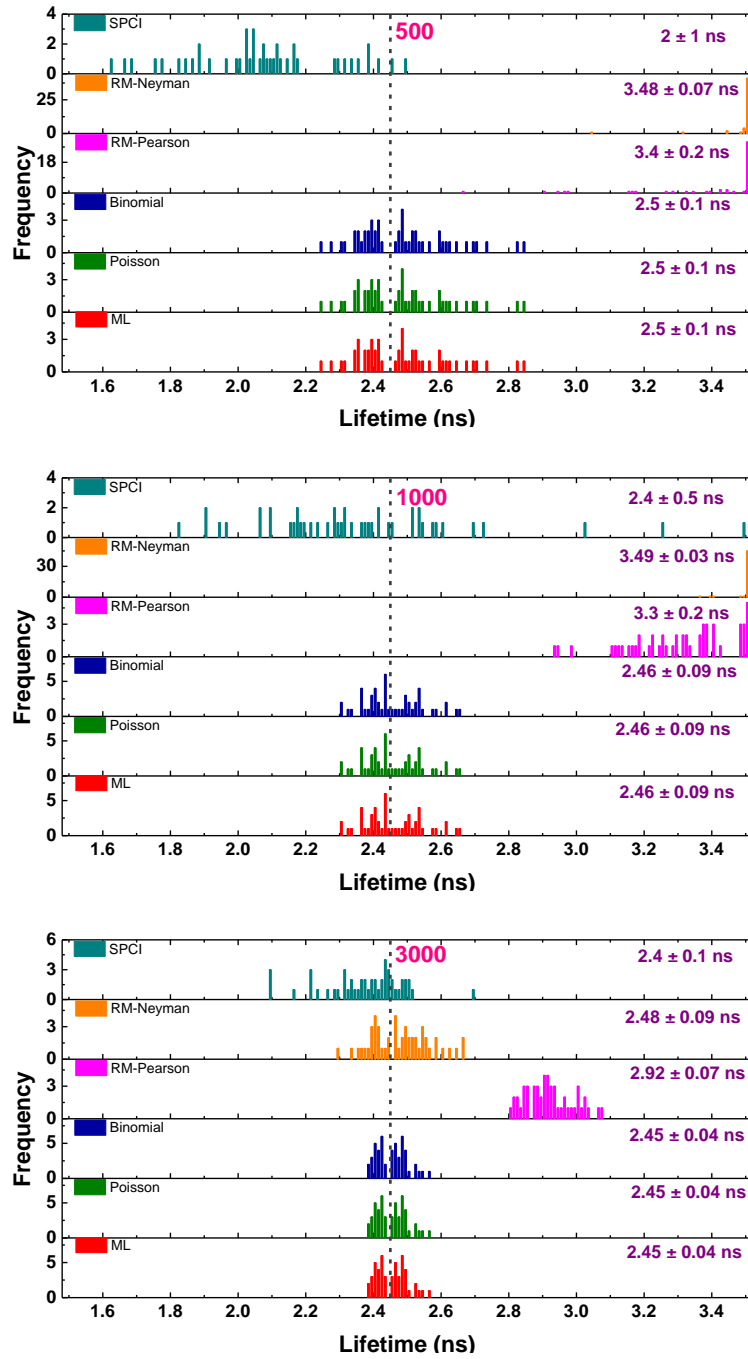 4
2
0
SPCI
500
2 ± 1 ns
25
0
RM-Neyman
3.48 ± 0.07 ns
18
0
RM-Pearson
3.4 ± 0.2 ns
3
0
Binomial
2.5 ± 0.1 ns
3
0
Poisson
2.5 ± 0.1 ns
3
0
ML
2.5 ± 0.1 ns
Frequency
1.6 1.8 2.0 2.2 2.4 2.6 2.8 3.0 3.2 3.4
Lifetime (ns)
4
2
0
SPCI
1000
2.4 ± 0.5 ns
30
0
RM-Neyman
3.49 ± 0.03 ns
3
0
RM-Pearson
3.3 ± 0.2 ns
5
0
Binomial
2.46 ± 0.09 ns
5
0
Poisson
2.46 ± 0.09 ns
5
0
ML
2.46 ± 0.09 ns
Frequency
1.6 1.8 2.0 2.2 2.4 2.6 2.8 3.0 3.2 3.4
Lifetime (ns)
6
3
0
SPCI
3000
2.4 ± 0.1 ns
3
0
RM-Neyman
2.48 ± 0.09 ns
3
0
RM-Pearson
2.92 ± 0.07 ns
5
0
Binomial
2.45 ± 0.04 ns
5
0
Poisson
2.45 ± 0.04 ns
5
0
ML
2.45 ± 0.04 ns
Frequency
1.6 1.8 2.0 2.2 2.4 2.6 2.8 3.0 3.2 3.4
Lifetime (ns)